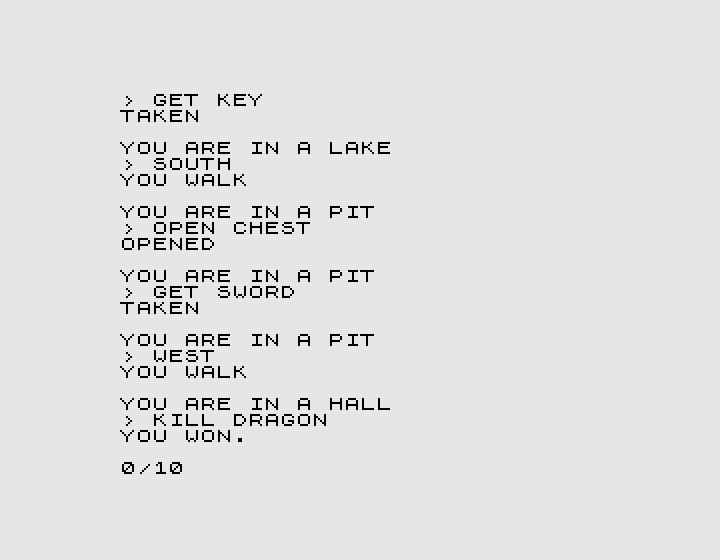 > GET KEY
TAKEN
YOU ARE IN A LAKE
> SOUTH
YOU WALK
YOU ARE IN A PIT
> OPEN CHEST
OPENED
YOU ARE IN A PIT
> GET SWORD
TAKEN
YOU ARE IN A PIT
> WEST
YOU WALK
YOU ARE IN A HALL
> KILL DRAGON
YOU WON.
0/10